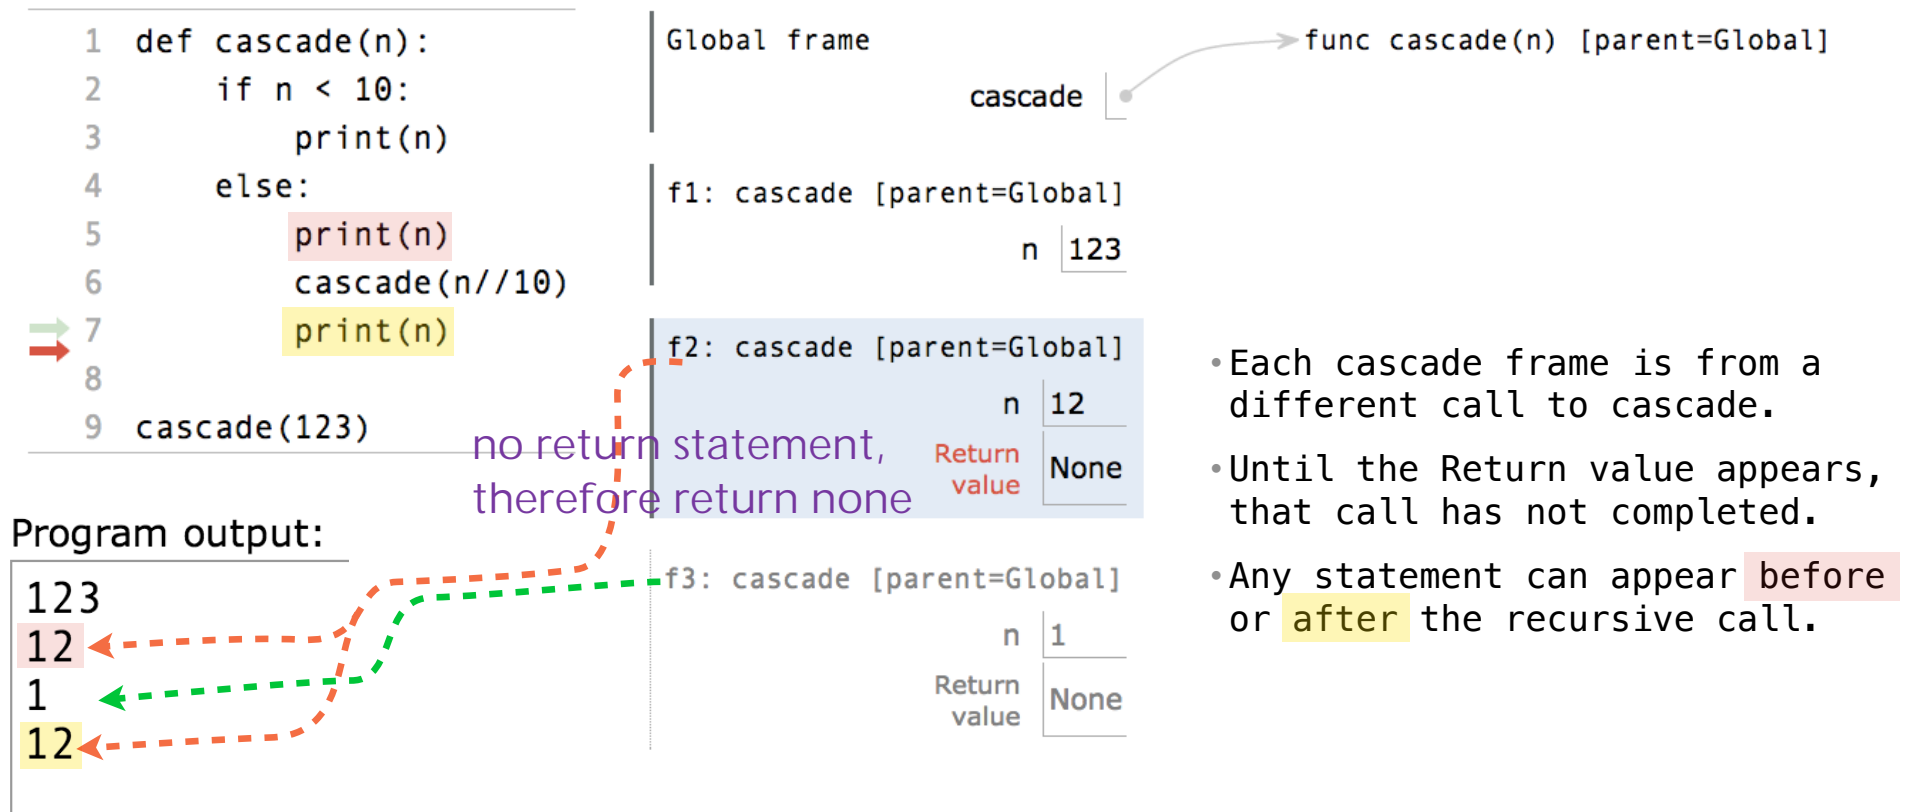 1 def cascade(n):
2 if n < 10:
3 print(n)
4 else:
5 print(n)
6 cascade(n//10)
7 print(n)
8
9 cascade(123)
Program output:
123
12
1
12
Global frame
cascade
func cascade(n) [parent=Global]
f1: cascade [parent=Global]
n 123
f2: cascade [parent=Global]
n 12
Return
value None
no return statement,
therefore return none
f3: cascade [parent=Global]
n 1
Return
value None
•Each cascade frame is from a
different call to cascade.
•Until the Return value appears,
that call has not completed.
•Any statement can appear before
or after the recursive call.